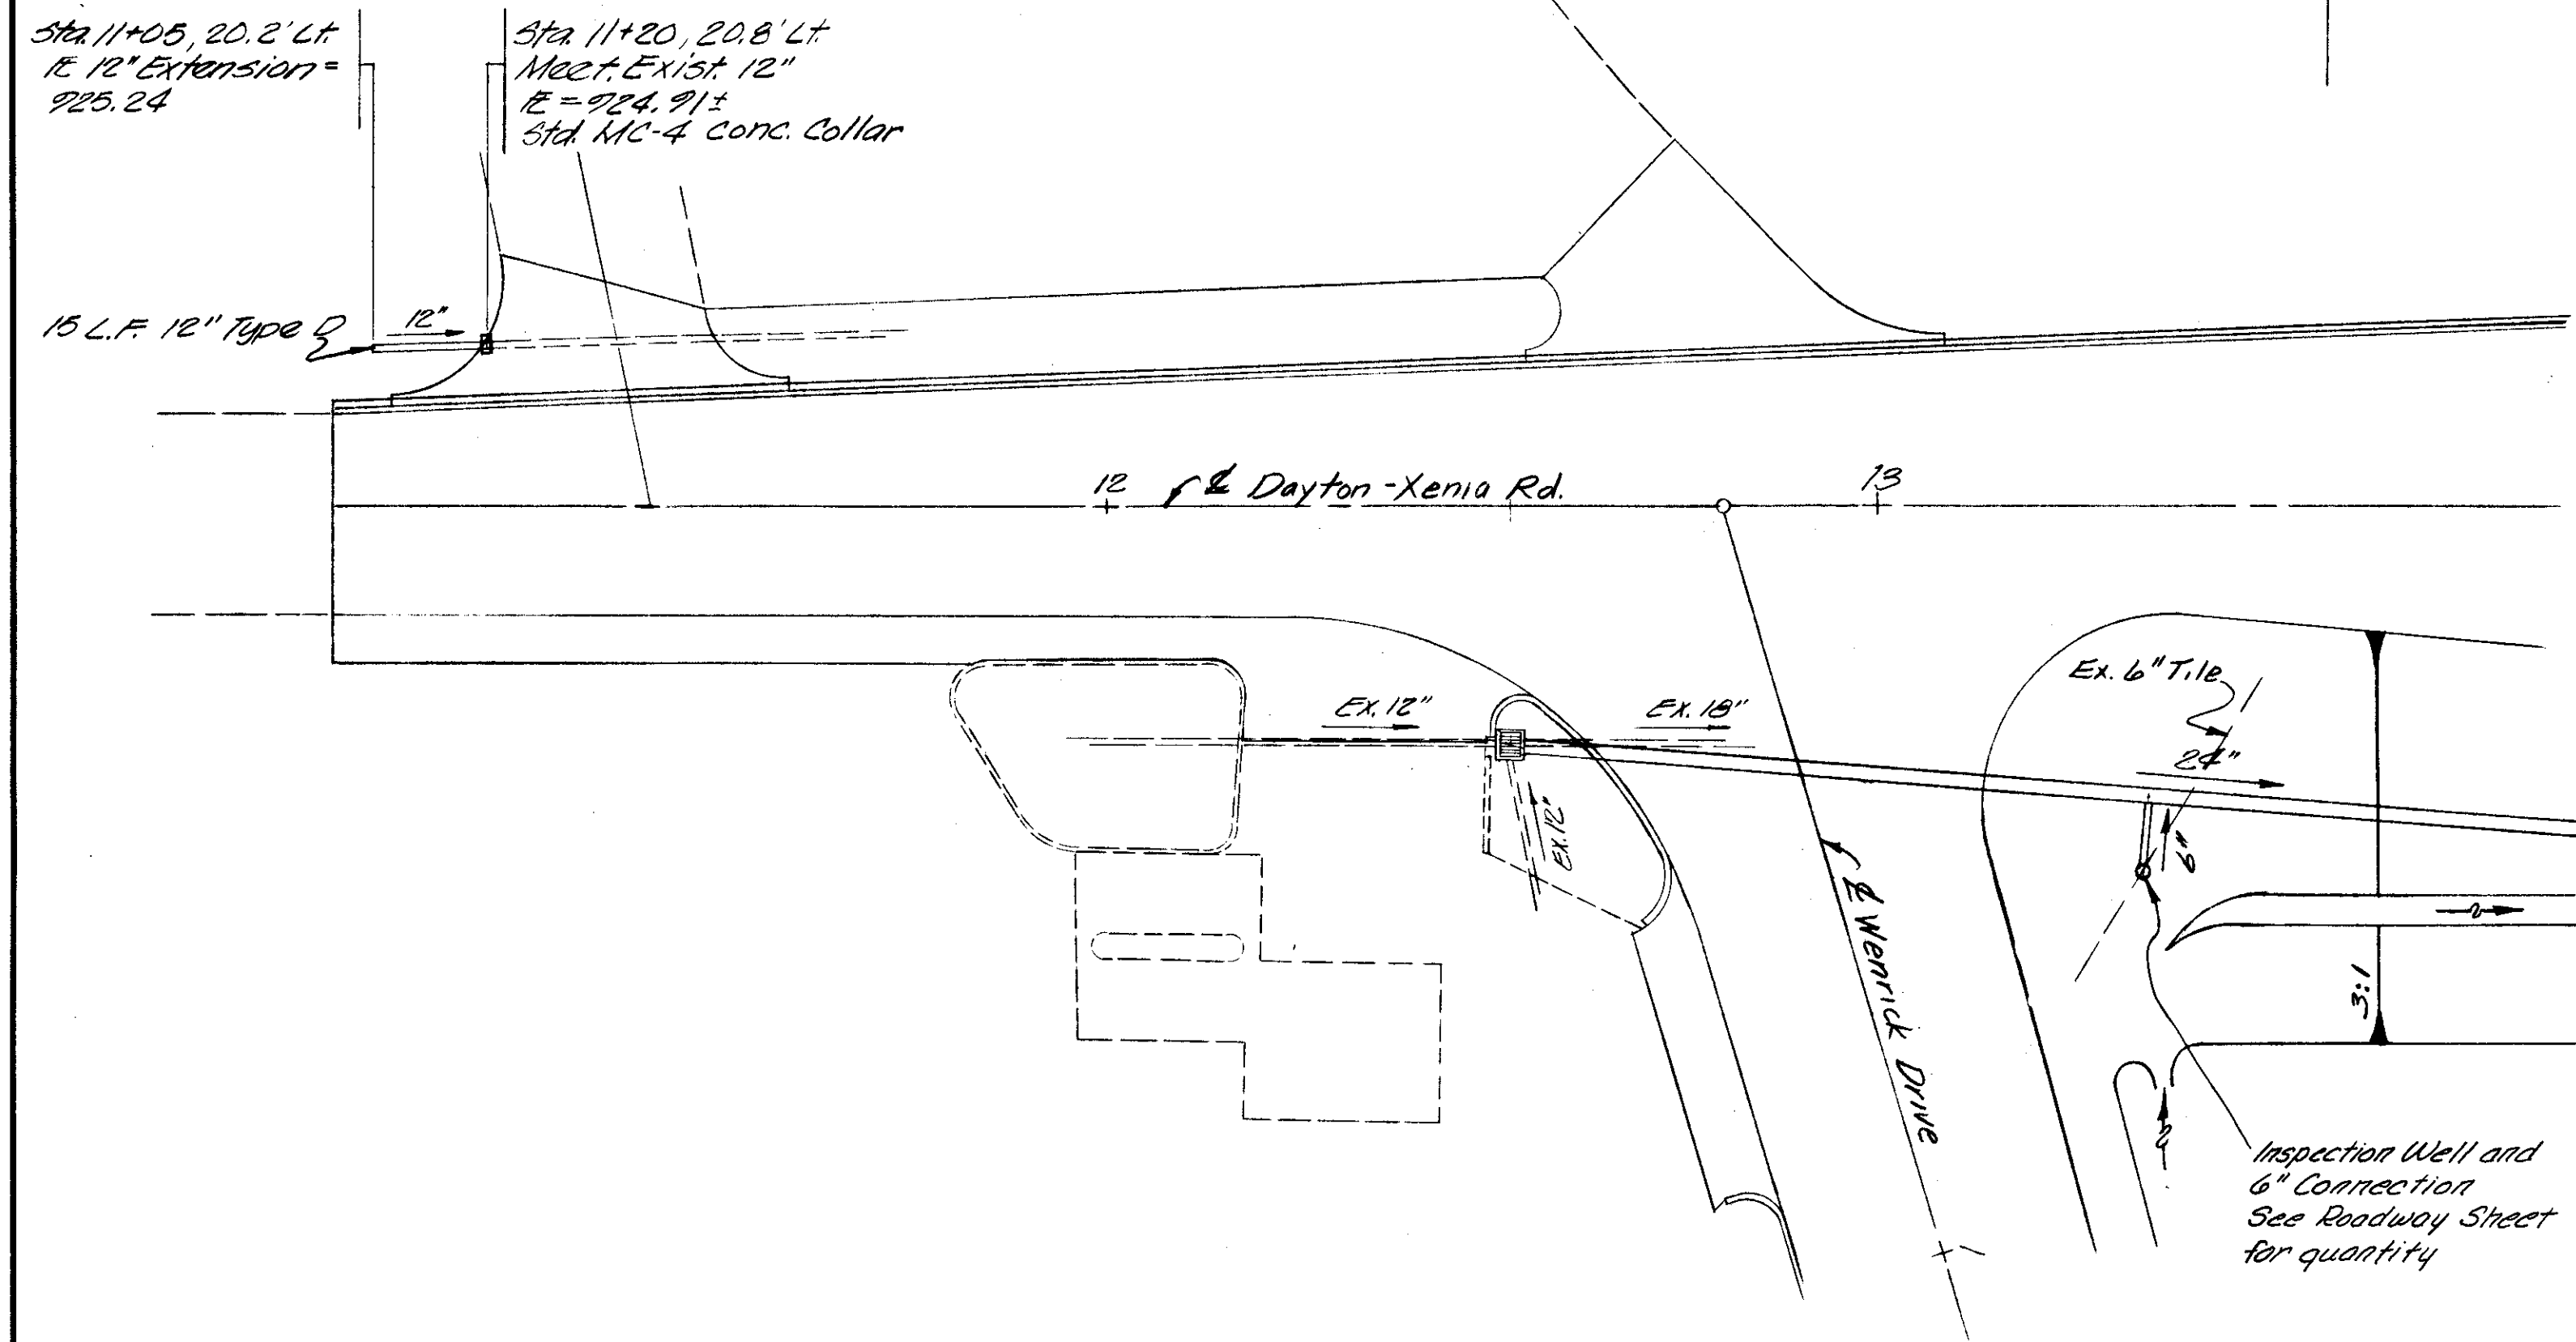 Sta. 11+05, 20.2' Lt.
FE 12" Extension =
925.24
Sta. 11+20, 20.8' Lt.
Meet. Exist. 12"
FE = 924.91±
Std. MC-4 Conc. Collar
15 L.F. 12" Type D
12"
12
℄ Dayton-Xenia Rd.
13
Ex. 12"
Ex. 18"
Ex. 12"
Ex. 6" Tile
24"
6"
℄ Wenrick Drive
3:1
1
Inspection Well and
6" Connection
See Roadway Sheet
for quantity